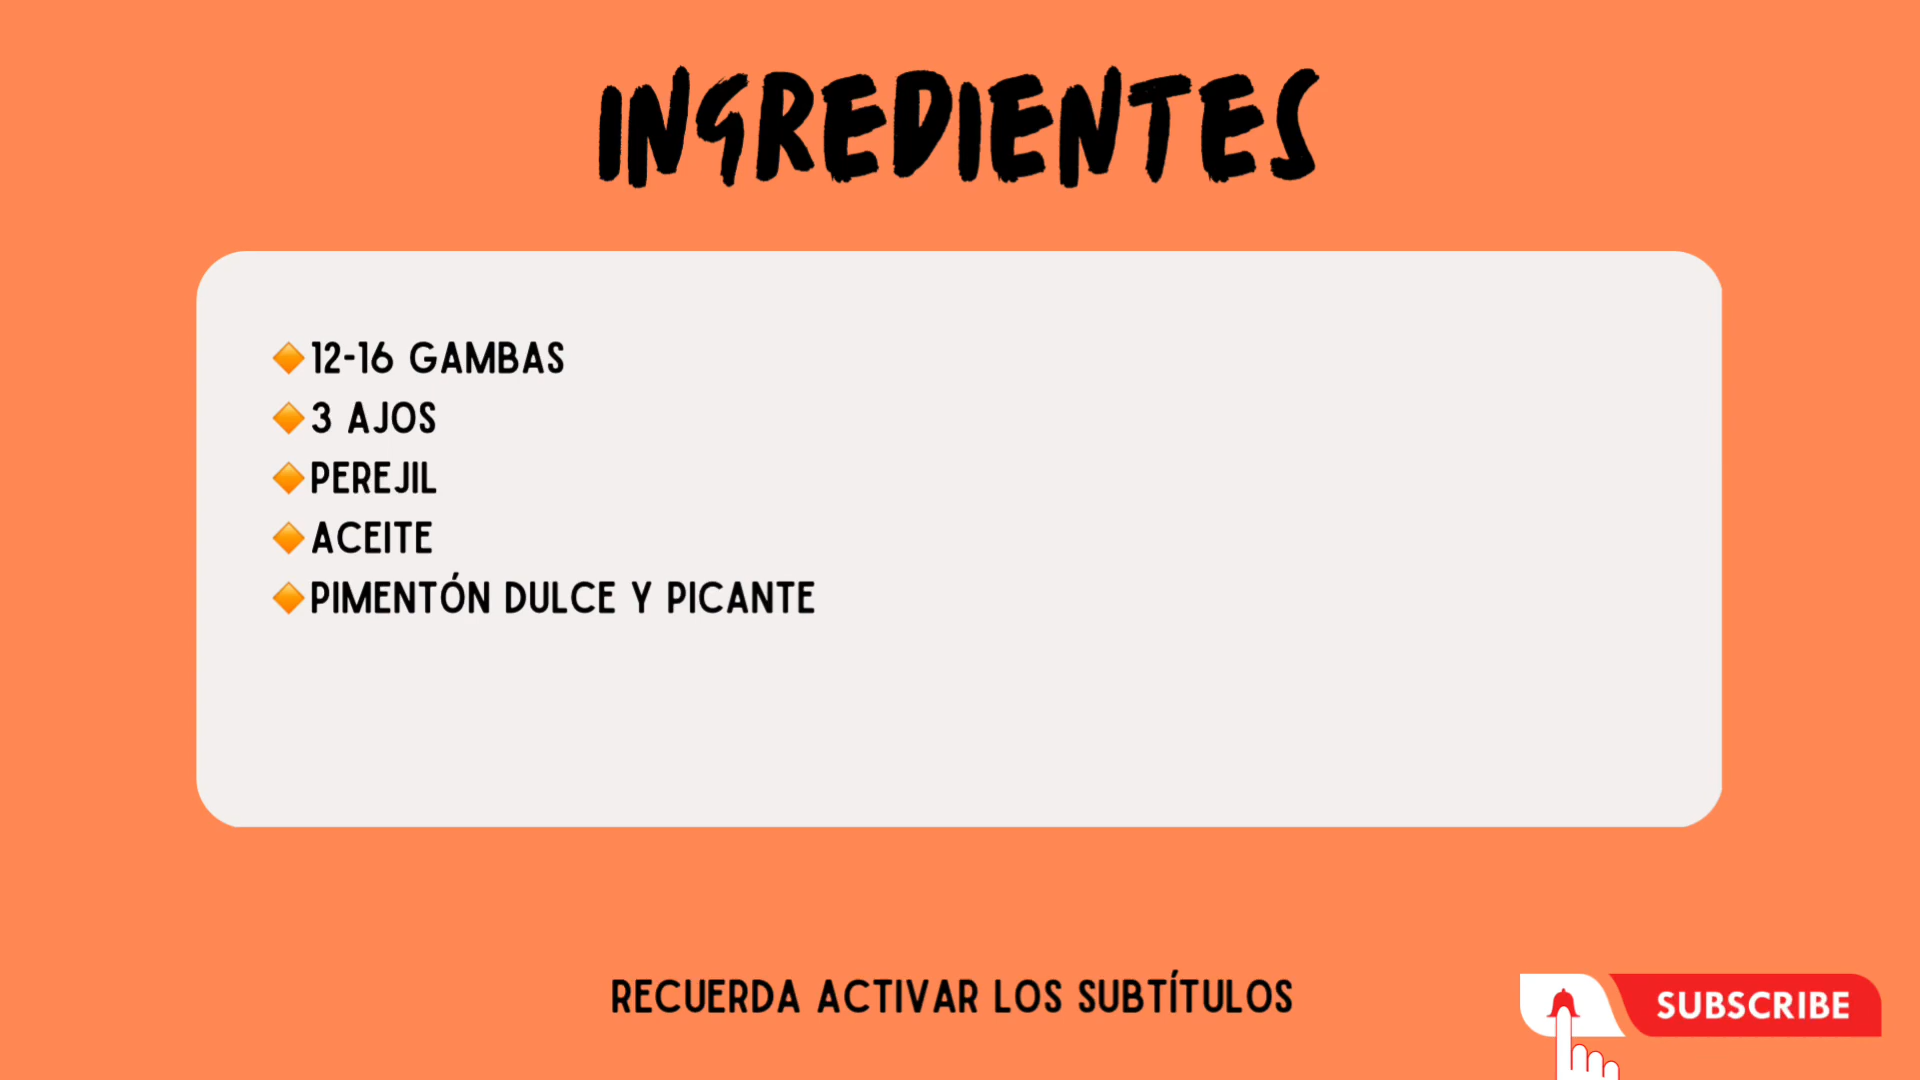 INGREDIENTES
🔶12-16 GAMBAS
🔶3 AJOS
🔶PEREJIL
🔶ACEITE
🔶PIMENTÓN DULCE Y PICANTE
RECUERDA ACTIVAR LOS SUBTÍTULOS
SUBSCRIBE